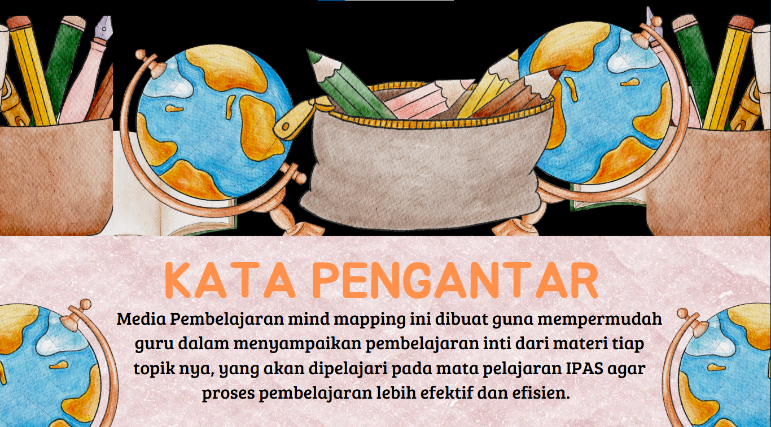 KATA PENGANTAR
Media Pembelajaran mind mapping ini dibuat guna mempermudah
guru dalam menyampaikan pembelajaran inti dari materi tiap
topik nya, yang akan dipelajari pada mata pelajaran IPAS agar
proses pembelajaran lebih efektif dan efisien.